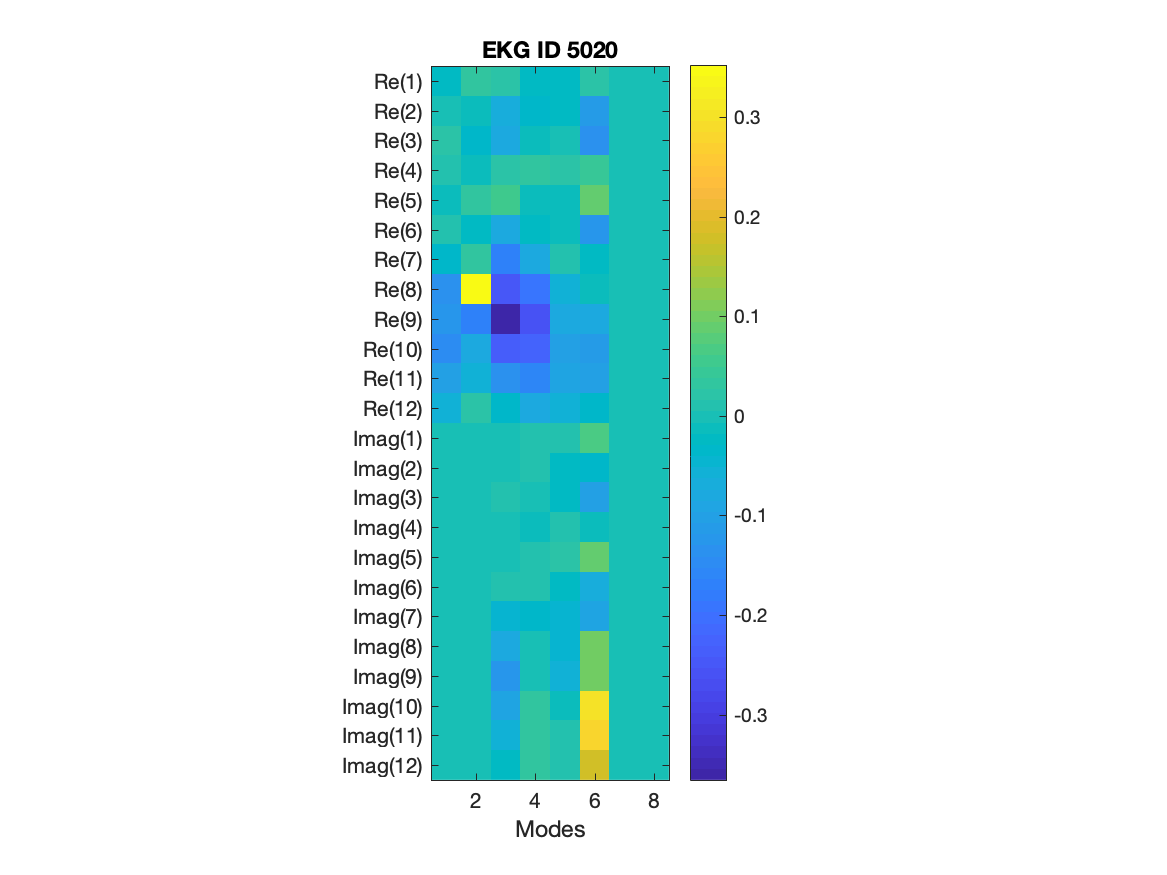 EKG ID 5020
Re(1)
Re(2)
Re(3)
Re(4)
Re(5)
Re(6)
Re(7)
Re(8)
Re(9)
Re(10)
Re(11)
Re(12)
Imag(1)
Imag(2)
Imag(3)
Imag(4)
Imag(5)
Imag(6)
Imag(7)
Imag(8)
Imag(9)
Imag(10)
Imag(11)
Imag(12)
2 4 6 8
Modes
0.3
0.2
0.1
0
-0.1
-0.2
-0.3